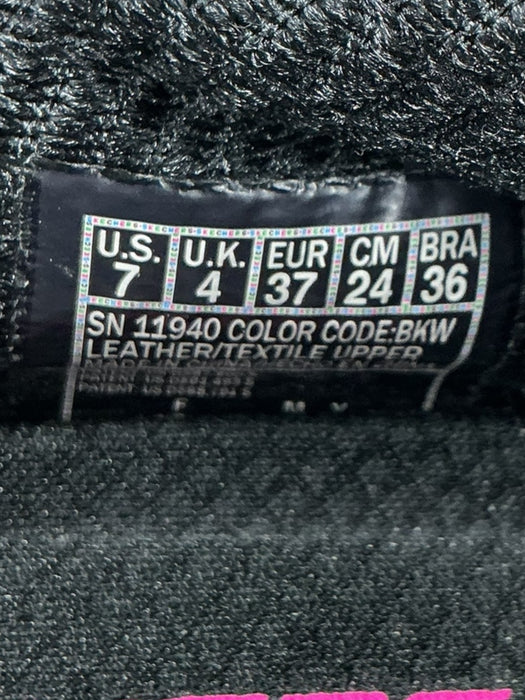 U.S. U.K. EUR CM BRA
7 4 37 24 36
SN 11940 COLOR CODE:BKW
LEATHER/TEXTILE UPPER